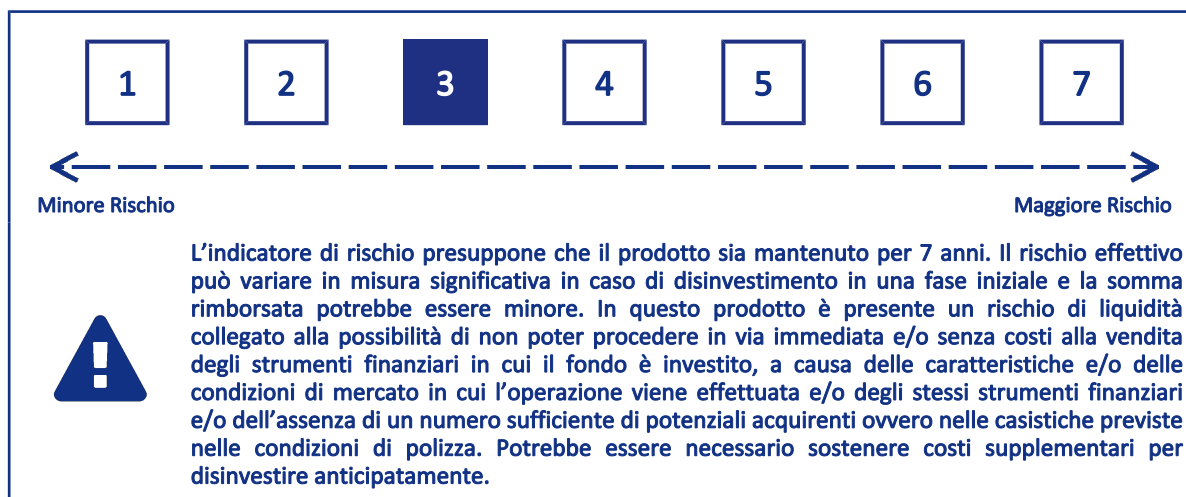 1 2 3 4 5 6 7
Minore Rischio Maggiore Rischio
L’indicatore di rischio presuppone che il prodotto sia mantenuto per 7 anni. Il rischio effettivo
può variare in misura significativa in caso di disinvestimento in una fase iniziale e la somma
rimborsata potrebbe essere minore. In questo prodotto è presente un rischio di liquidità
collegato alla possibilità di non poter procedere in via immediata e/o senza costi alla vendita
degli strumenti finanziari in cui il fondo è investito, a causa delle caratteristiche e/o delle
condizioni di mercato in cui l’operazione viene effettuata e/o degli stessi strumenti finanziari
e/o dell’assenza di un numero sufficiente di potenziali acquirenti ovvero nelle casistiche previste
nelle condizioni di polizza. Potrebbe essere necessario sostenere costi supplementari per
disinvestire anticipatamente.